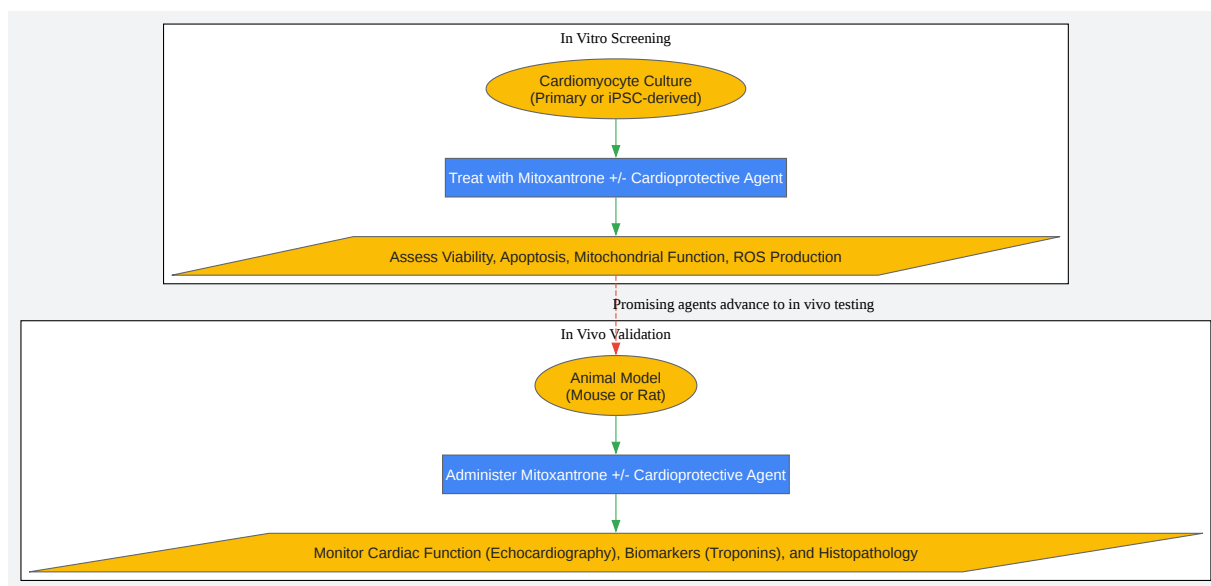 In Vitro Screening
Cardiomyocyte Culture
(Primary or iPSC-derived)
Treat with Mitoxantrone +/- Cardioprotective Agent
Assess Viability, Apoptosis, Mitochondrial Function, ROS Production
Promising agents advance to in vivo testing
In Vivo Validation
Animal Model
(Mouse or Rat)
Administer Mitoxantrone +/- Cardioprotective Agent
Monitor Cardiac Function (Echocardiography), Biomarkers (Troponins), and Histopathology